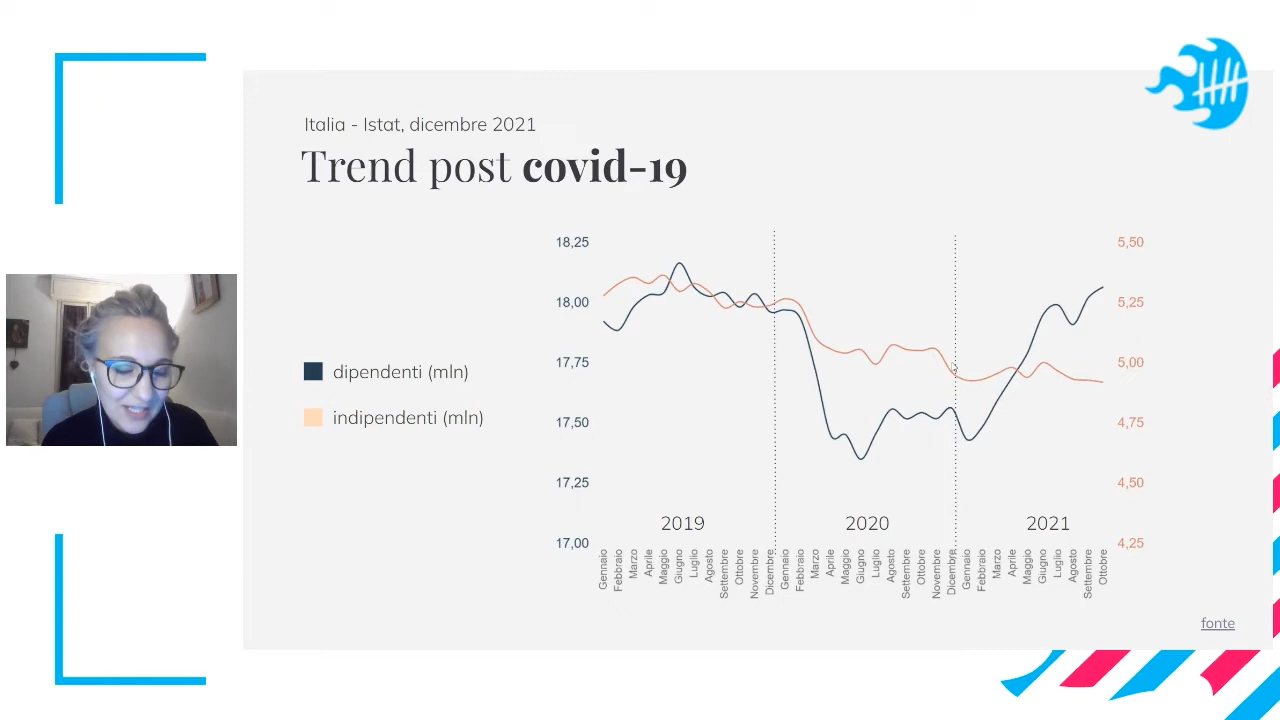 Italia - Istat, dicembre 2021
Trend post covid-19
dipendenti (mln)
indipendenti (mln)
18,25
18,00
17,75
17,50
17,25
17,00
5,50
5,25
5,00
4,75
4,50
4,25
2019
2020
2021
Gennaio
Febbraio
Marzo
Aprile
Maggio
Giugno
Luglio
Agosto
Settembre
Ottobre
Novembre
Dicembre
Gennaio
Febbraio
Marzo
Aprile
Maggio
Giugno
Luglio
Agosto
Settembre
Ottobre
Novembre
Dicembre
Gennaio
Febbraio
Marzo
Aprile
Maggio
Giugno
Luglio
Agosto
Settembre
Ottobre
fonte